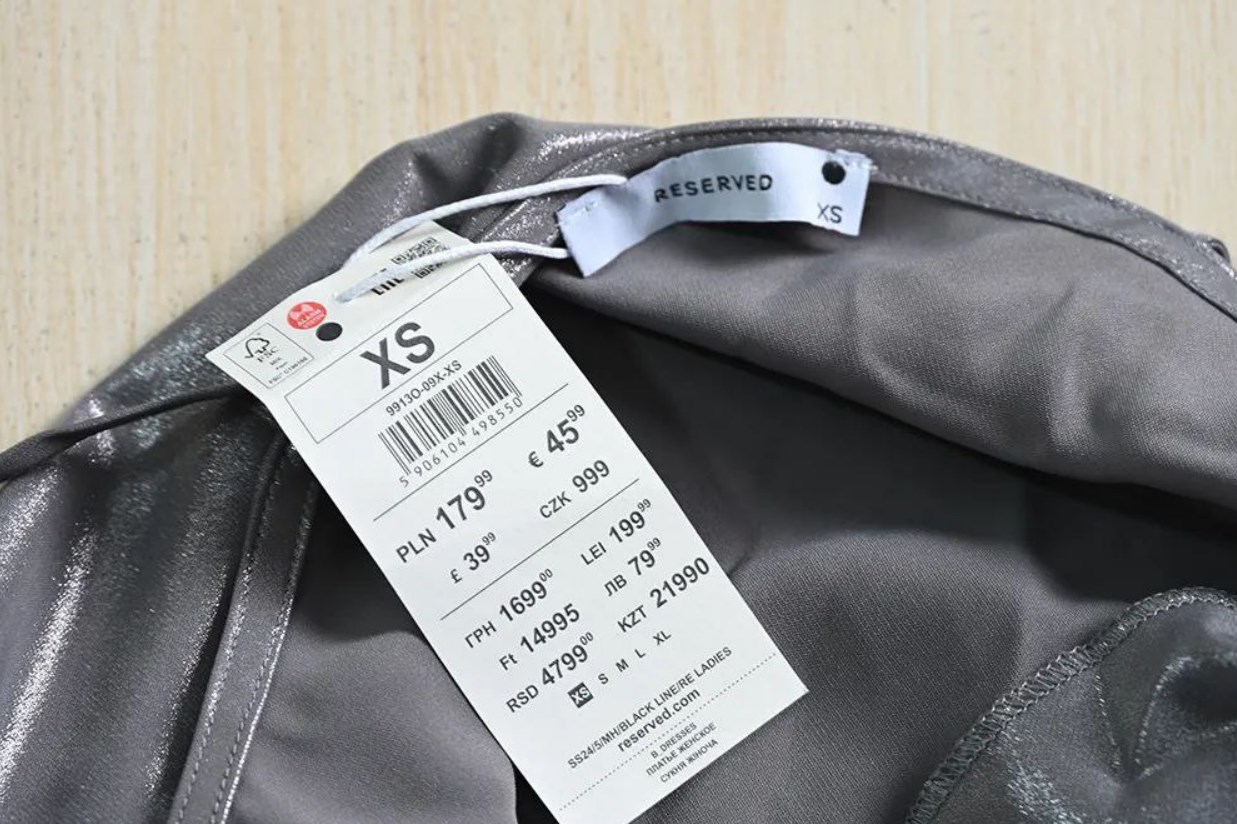 RESERVED
XS
ALARM
FSC
XS
9913O-09X-XS
5 906104 498550
PLN 179⁹⁹ € 45⁹⁹
£ 39⁹⁹ CZK 999
ГРН 1699⁰⁰ LEI 199⁹⁹
Ft 14995 ЛВ 79⁹⁹
RSD 4799⁰⁰ KZT 21990
XS S M L XL
SS24/5/MH/BLACK LINE/RE LADIES
reserved.com
B_DRESSES
ПЛАТЬЕ ЖЕНСКОЕ
СУКНЯ ЖІНОЧА